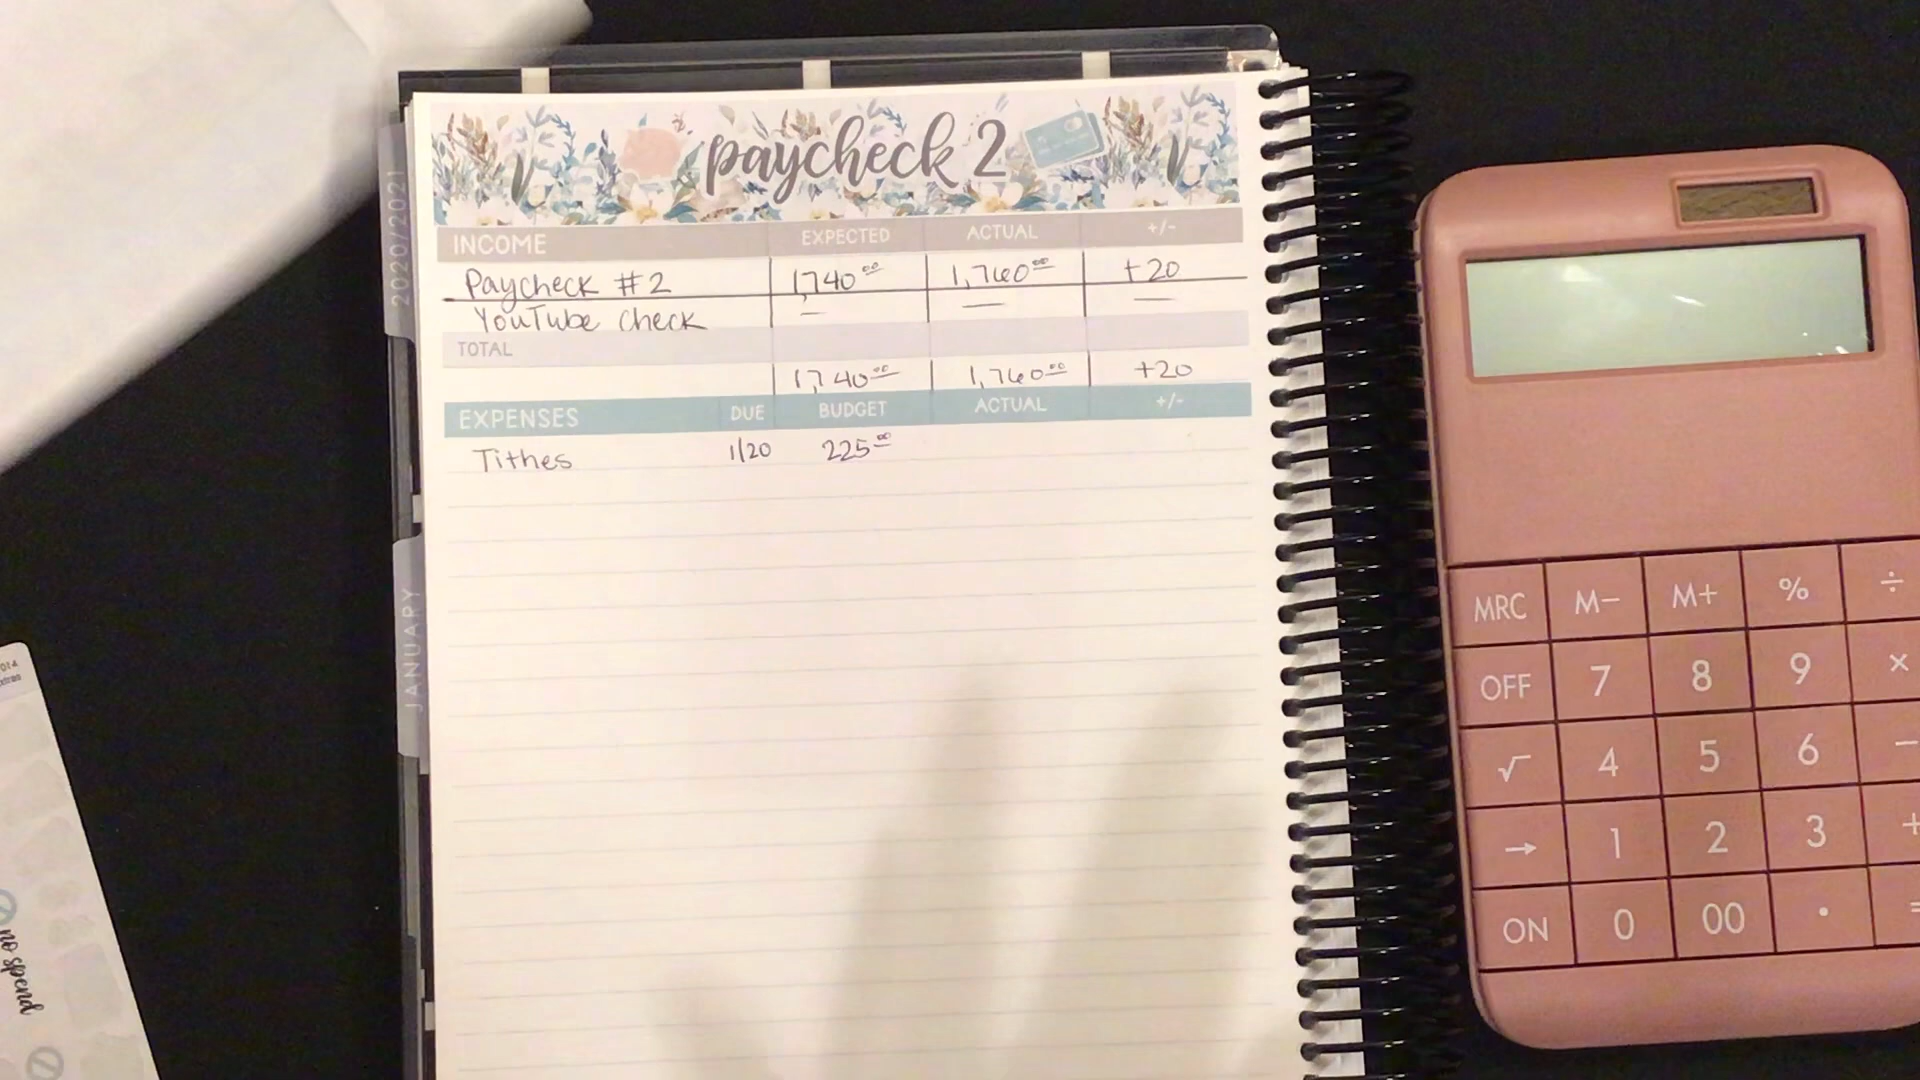 paycheck 2
INCOME EXPECTED ACTUAL +/-
Paycheck #2 1,740.00 1,760.00 +20
YouTube Check — — —
TOTAL
1,740.00 1,760.00 +20
EXPENSES DUE BUDGET ACTUAL +/-
Tithes 1/20 225.00
2020/2021
JANUARY
no spend
MRC M− M+ % ÷
OFF 7 8 9 ×
√ 4 5 6 −
→ 1 2 3 +
ON 0 00 . =